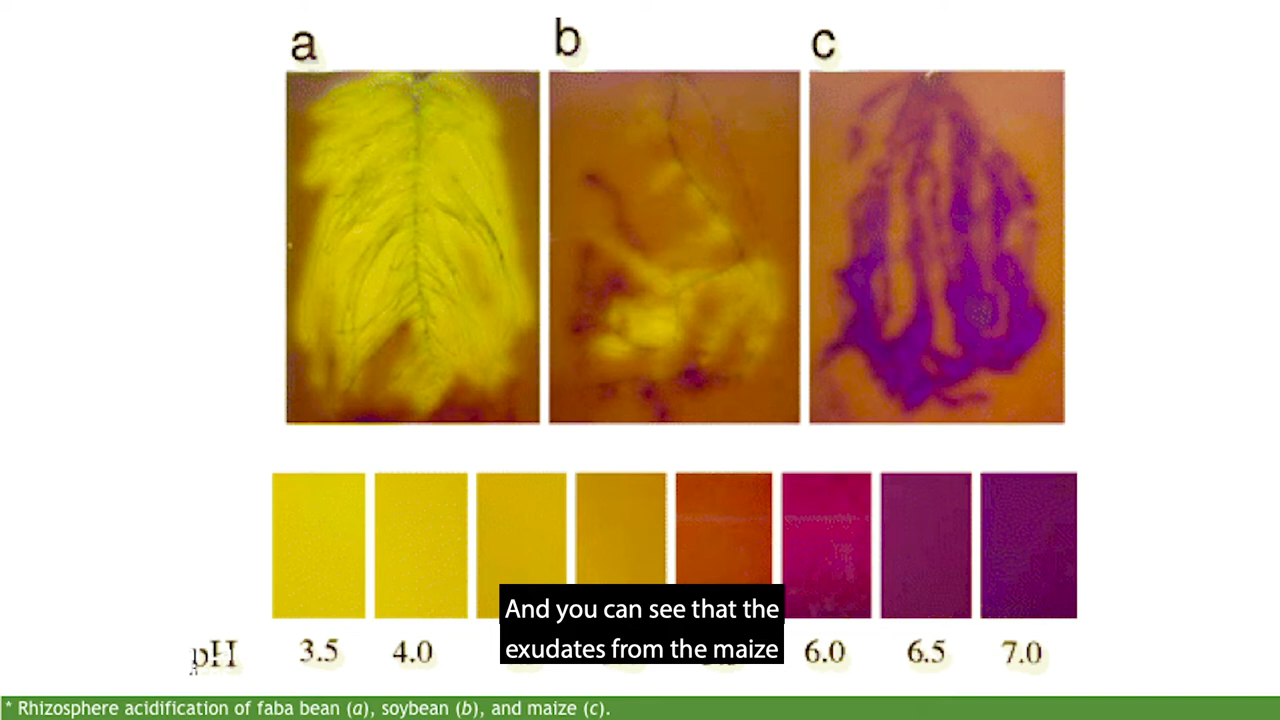 a b c
And you can see that the
exudates from the maize
pH 3.5 4.0 6.0 6.5 7.0
* Rhizosphere acidification of faba bean (a), soybean (b), and maize (c).